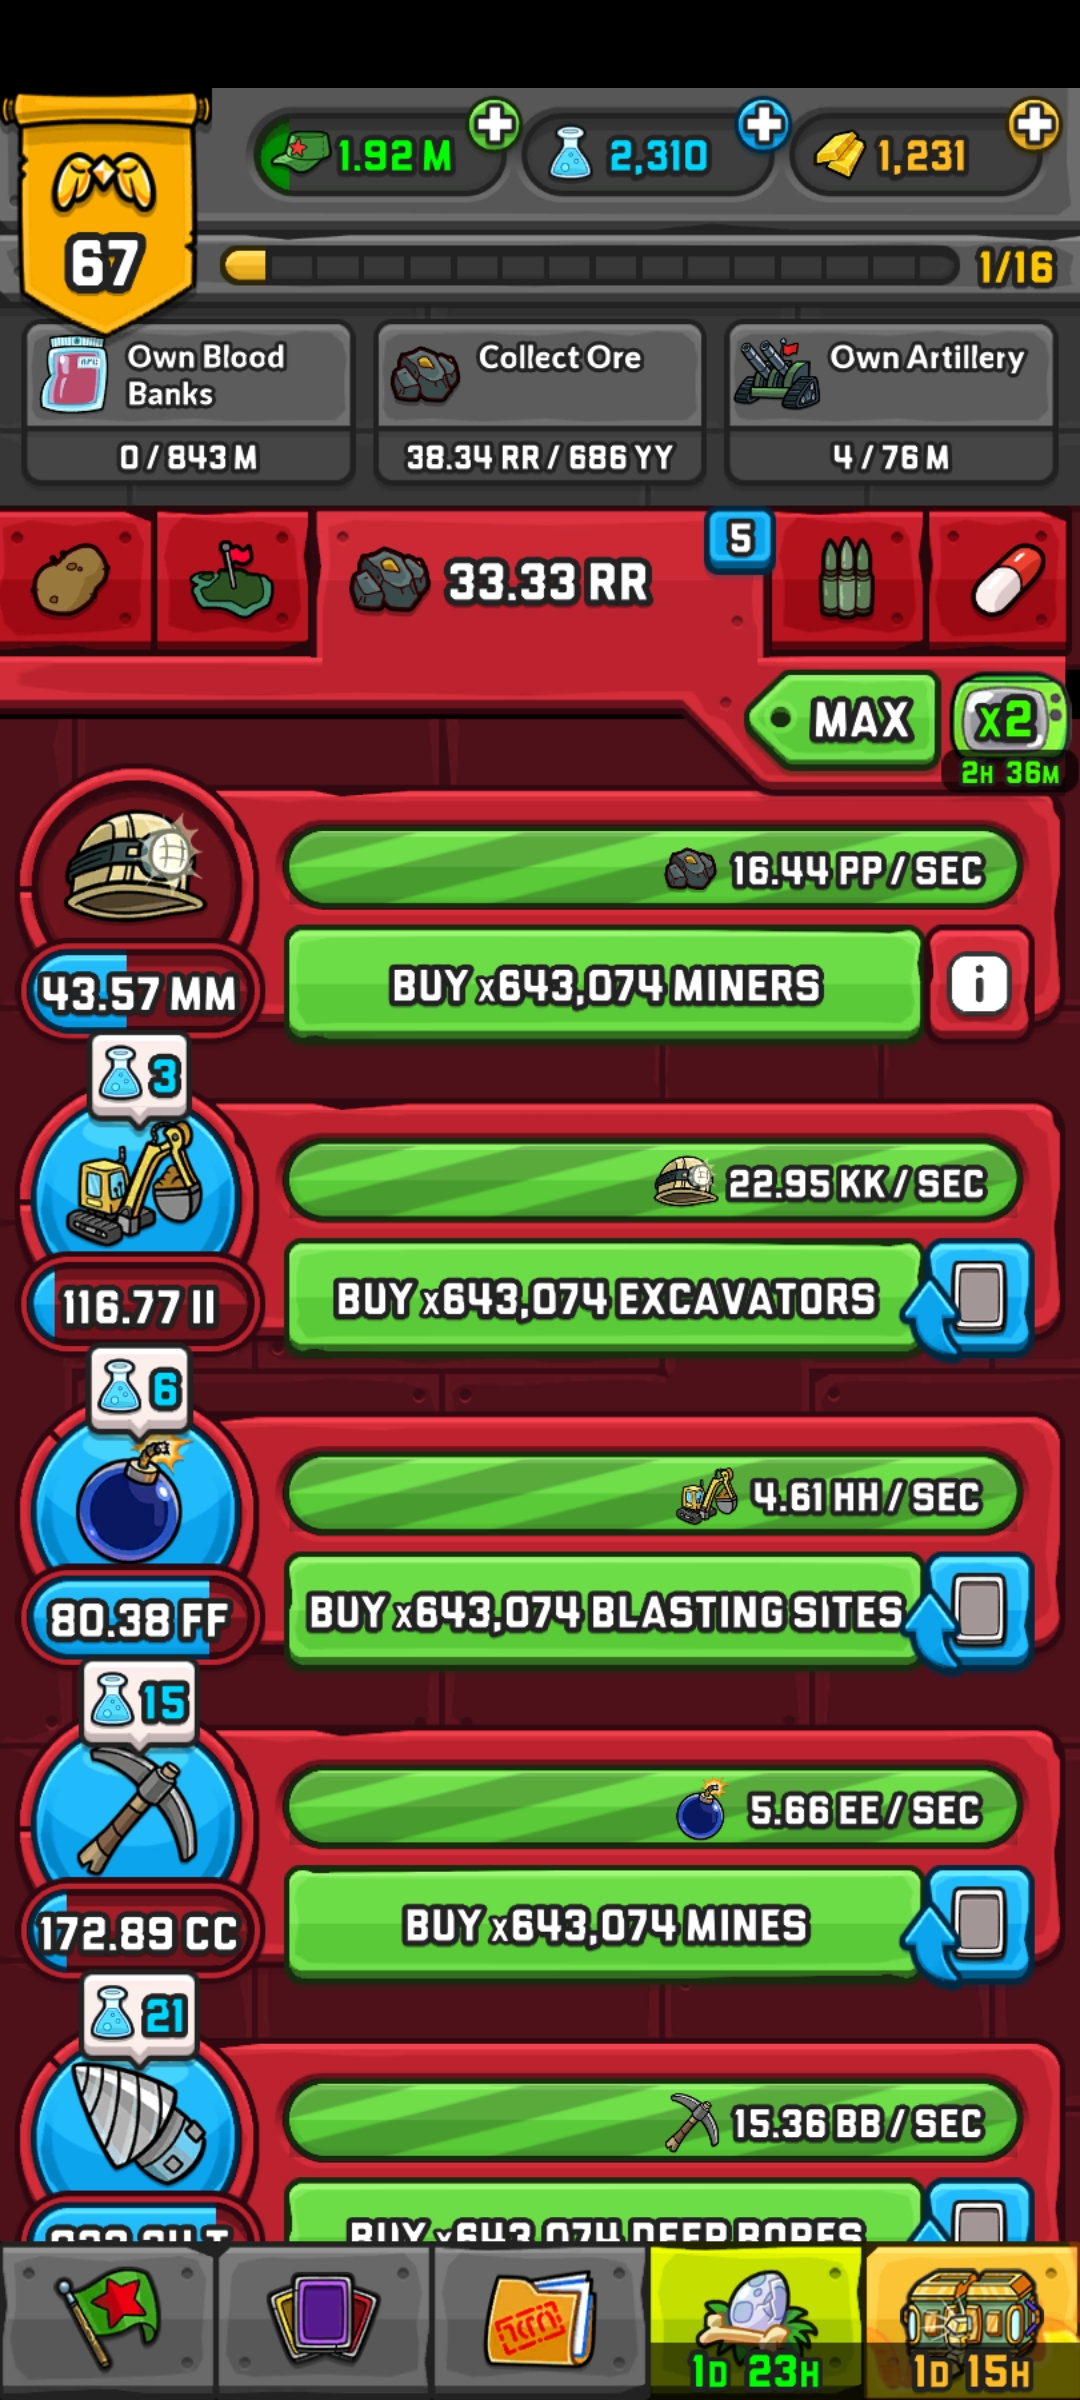 1.92 M
2,310
1,231
67
1/16
Own Blood
Banks
0 / 843 M
Collect Ore
38.34 RR / 686 YY
Own Artillery
4 / 76 M
33.33 RR
5
MAX
x2
2H 36M
16.44 PP / SEC
43.57 MM
BUY x643,074 MINERS
i
3
22.95 KK / SEC
116.77 II
BUY x643,074 EXCAVATORS
6
4.61 HH / SEC
80.38 FF
BUY x643,074 BLASTING SITES
15
5.66 EE / SEC
172.89 CC
BUY x643,074 MINES
21
15.36 BB / SEC
BUY x643,074 DEEP BORES
1D 23H
1D 15H